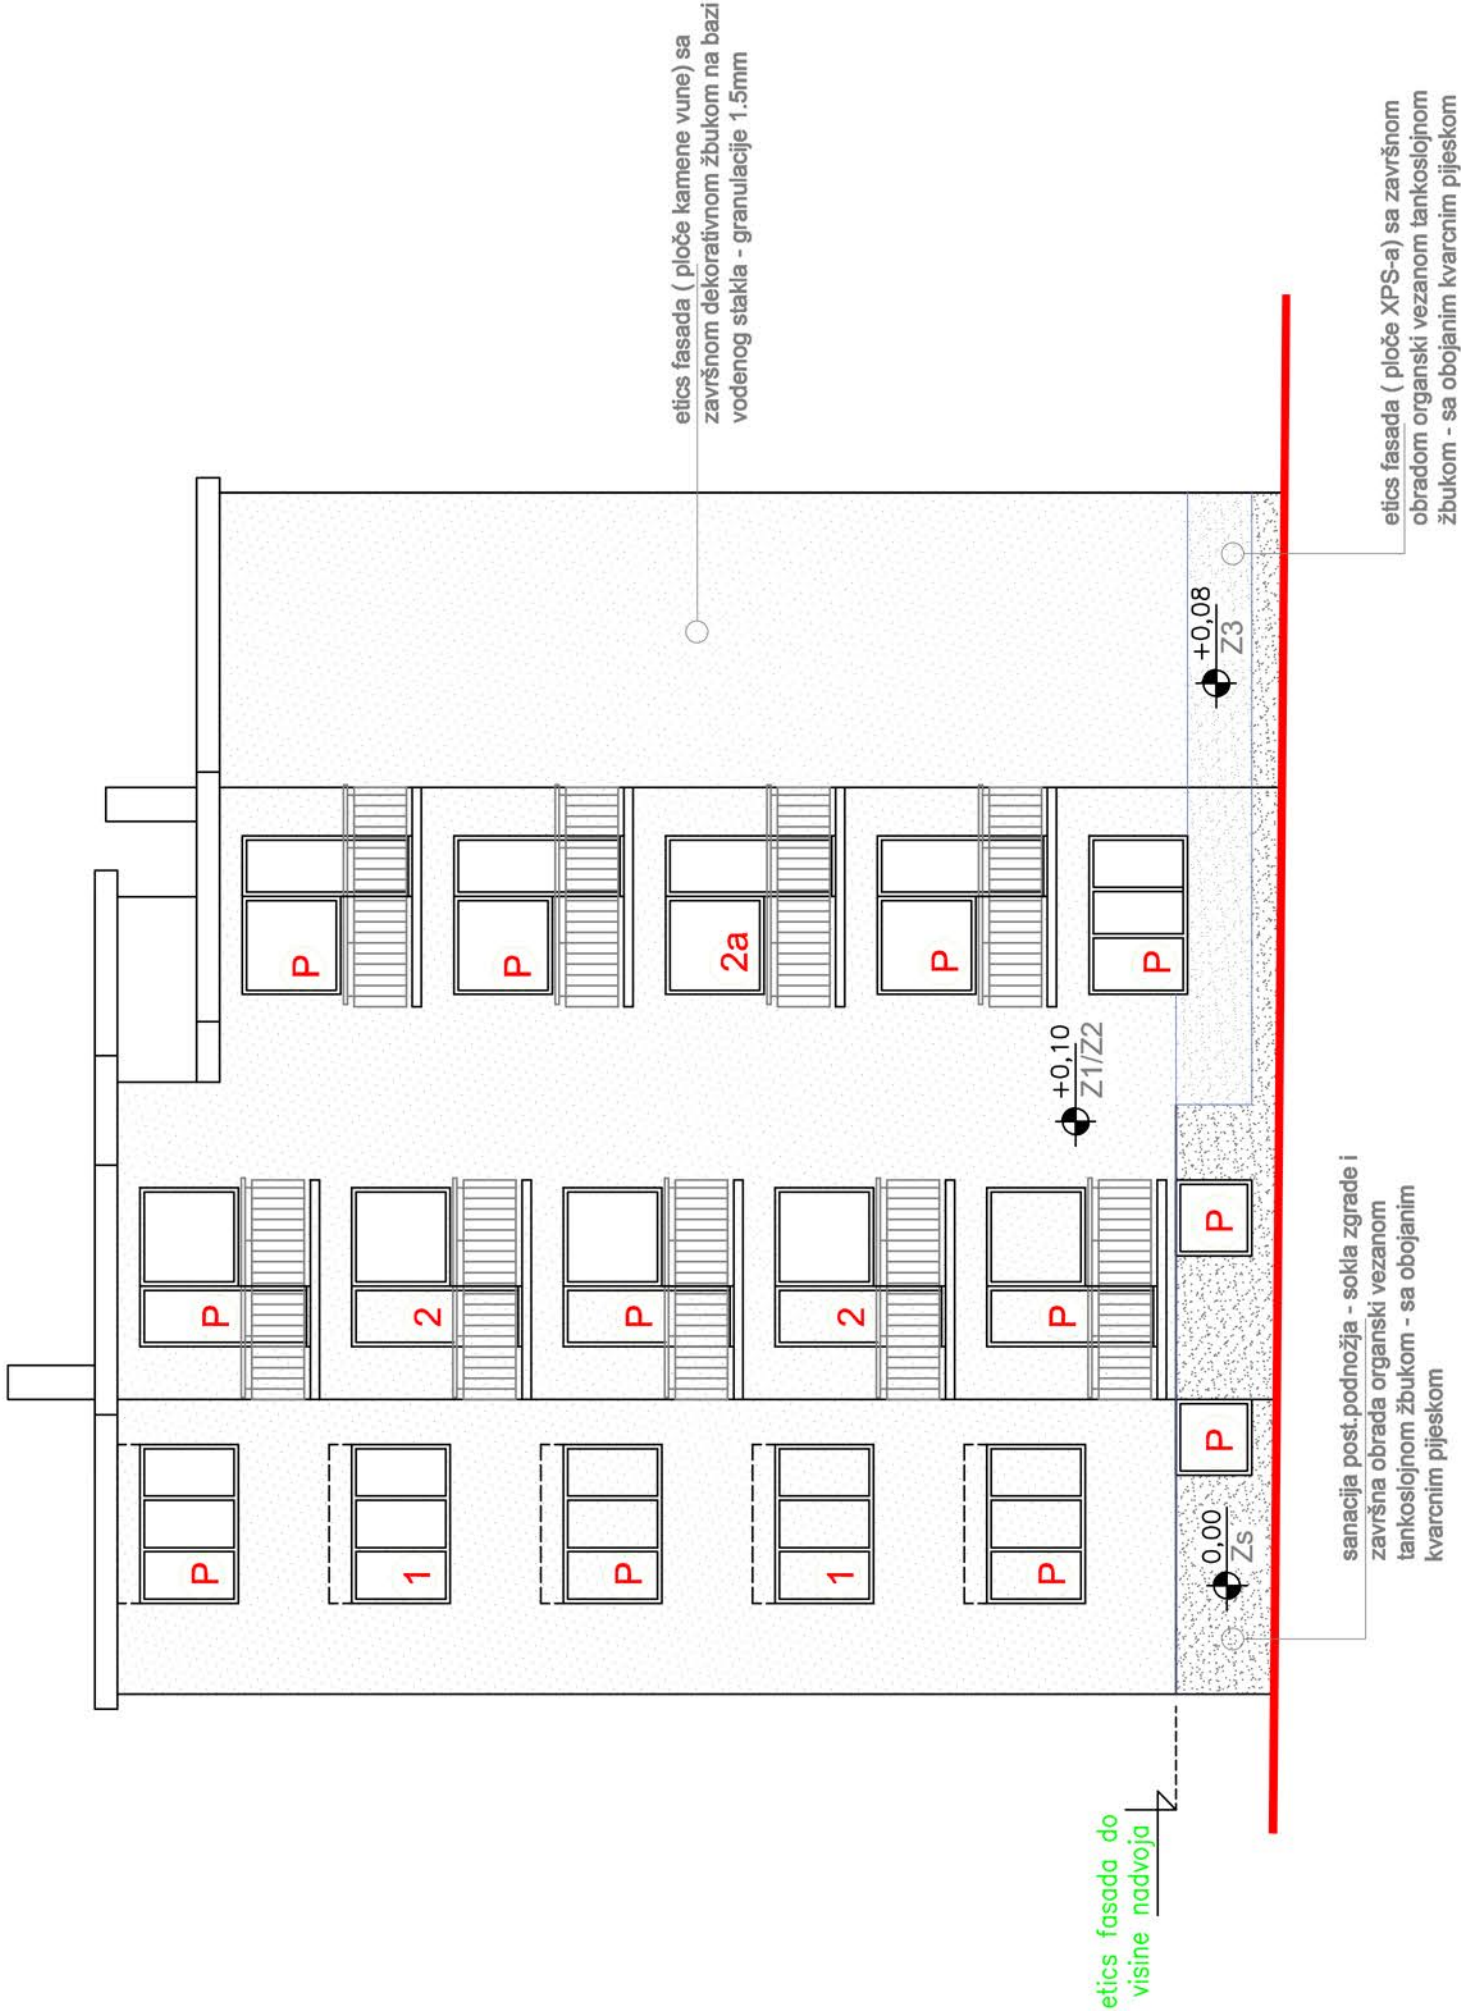 etics fasada ( ploče kamene vune) sa
završnom dekorativnom žbukom na bazi
vodenog stakla - granulacije 1.5mm
P
P
2a
P
P
P
2
P
2
P
P
1
P
1
P
P
P
+0,08
Z3
+0,10
Z1/Z2
0,00
Zs
etics fasada do
visine nadvoja
sanacija post.podnožja - sokla zgrade i
završna obrada organski vezanom
tankoslojnom žbukom - sa obojanim
kvarcnim pijeskom
etics fasada ( ploče XPS-a) sa završnom
obradom organski vezanom tankoslojnom
žbukom - sa obojanim kvarcnim pijeskom